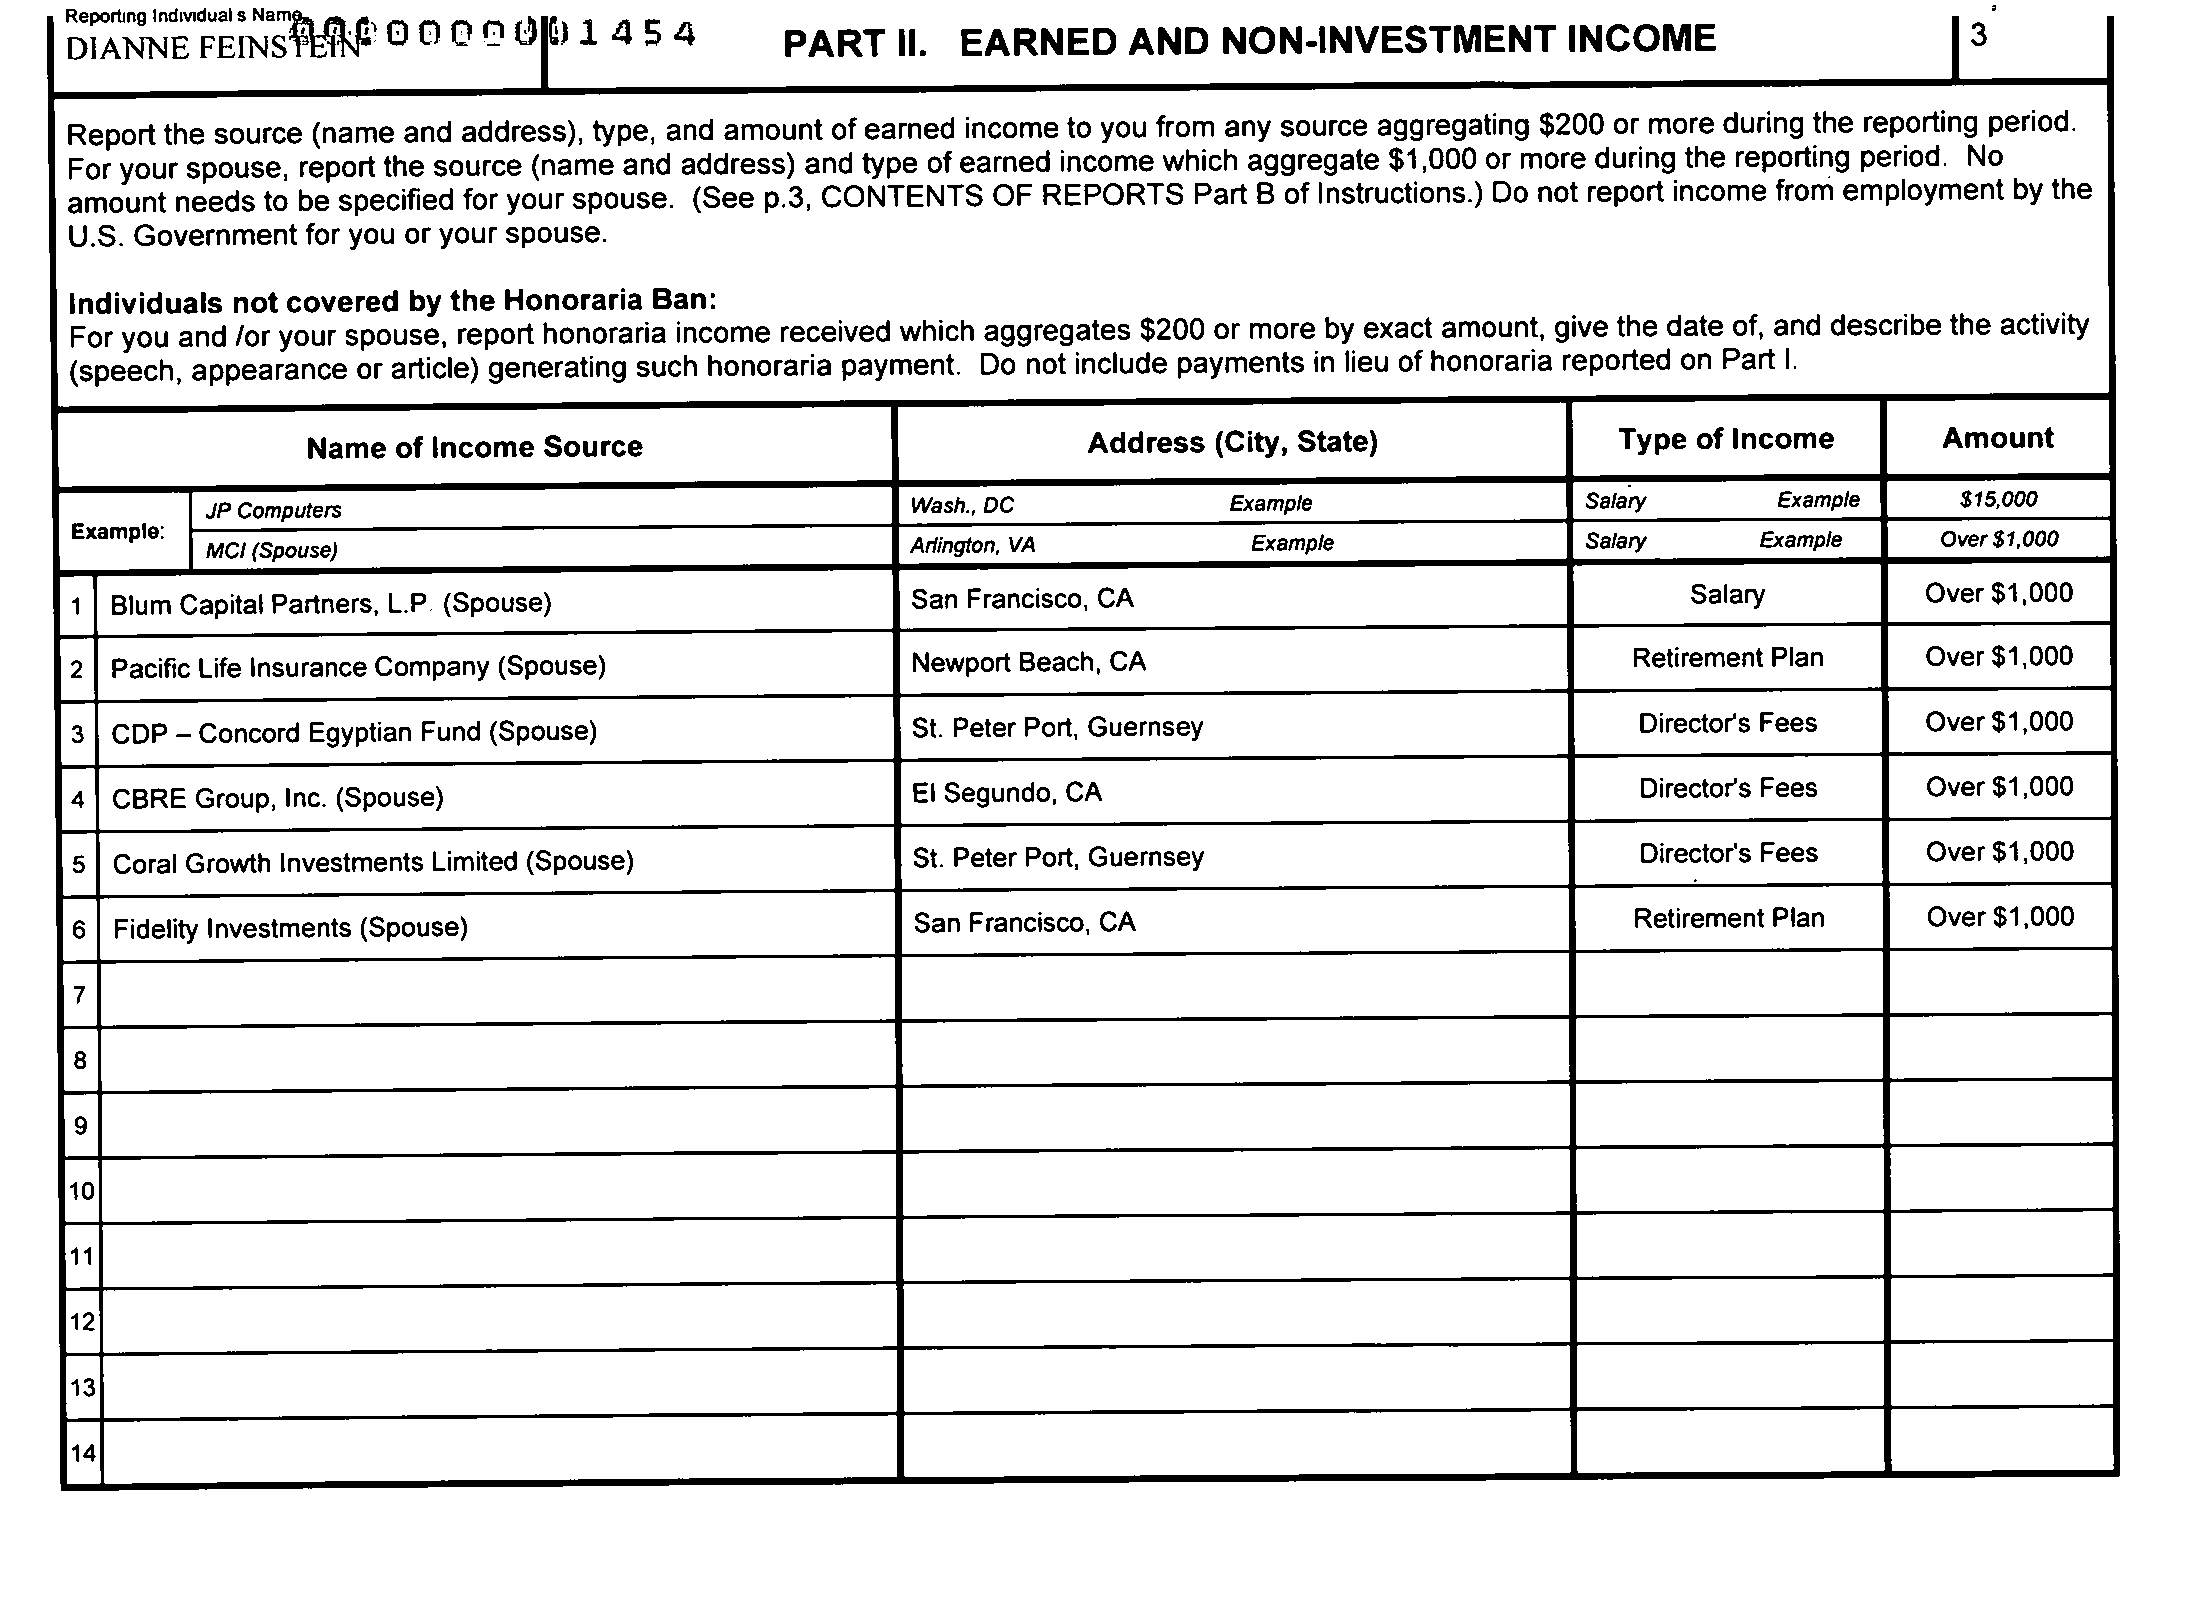 Reporting Individual s Name
DIANNE FEINSTEIN
01454
PART II. EARNED AND NON-INVESTMENT INCOME
3
Report the source (name and address), type, and amount of earned income to you from any source aggregating $200 or more during the reporting period.
For your spouse, report the source (name and address) and type of earned income which aggregate $1,000 or more during the reporting period. No
amount needs to be specified for your spouse. (See p.3, CONTENTS OF REPORTS Part B of Instructions.) Do not report income from employment by the
U.S. Government for you or your spouse.
Individuals not covered by the Honoraria Ban:
For you and /or your spouse, report honoraria income received which aggregates $200 or more by exact amount, give the date of, and describe the activity
(speech, appearance or article) generating such honoraria payment. Do not include payments in lieu of honoraria reported on Part I.
Name of Income Source Address (City, State) Type of Income Amount
Example:
JP Computers Wash., DC Example Salary Example $15,000
MCI (Spouse) Arlington, VA Example Salary Example Over $1,000
1 Blum Capital Partners, L.P. (Spouse) San Francisco, CA Salary Over $1,000
2 Pacific Life Insurance Company (Spouse) Newport Beach, CA Retirement Plan Over $1,000
3 CDP – Concord Egyptian Fund (Spouse) St. Peter Port, Guernsey Director's Fees Over $1,000
4 CBRE Group, Inc. (Spouse) El Segundo, CA Director's Fees Over $1,000
5 Coral Growth Investments Limited (Spouse) St. Peter Port, Guernsey Director's Fees Over $1,000
6 Fidelity Investments (Spouse) San Francisco, CA Retirement Plan Over $1,000
7
8
9
10
11
12
13
14